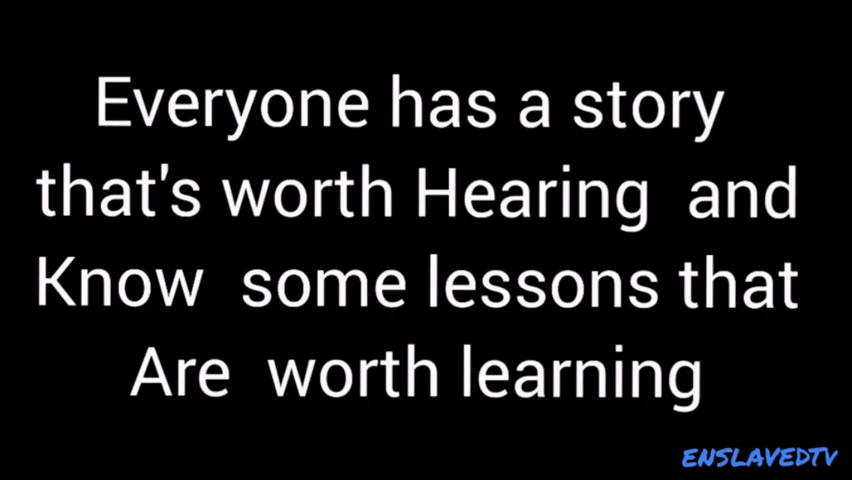 Everyone has a story
that's worth Hearing  and
Know  some lessons that
Are  worth learning
ENSLAVEDTV